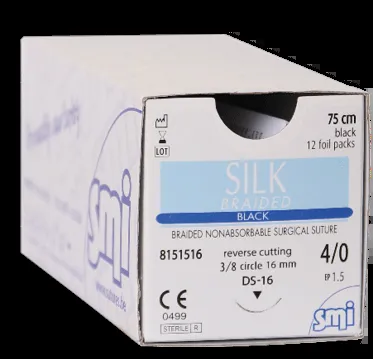 75 cm
black
12 foil packs
LOT
SILK
BRAIDED
BLACK
BRAIDED NONABSORBABLE SURGICAL SUTURE
8151516
reverse cutting
4/0
3/8 circle 16 mm
EP 1.5
DS-16
CE
0499
STERILE R
smi
smi